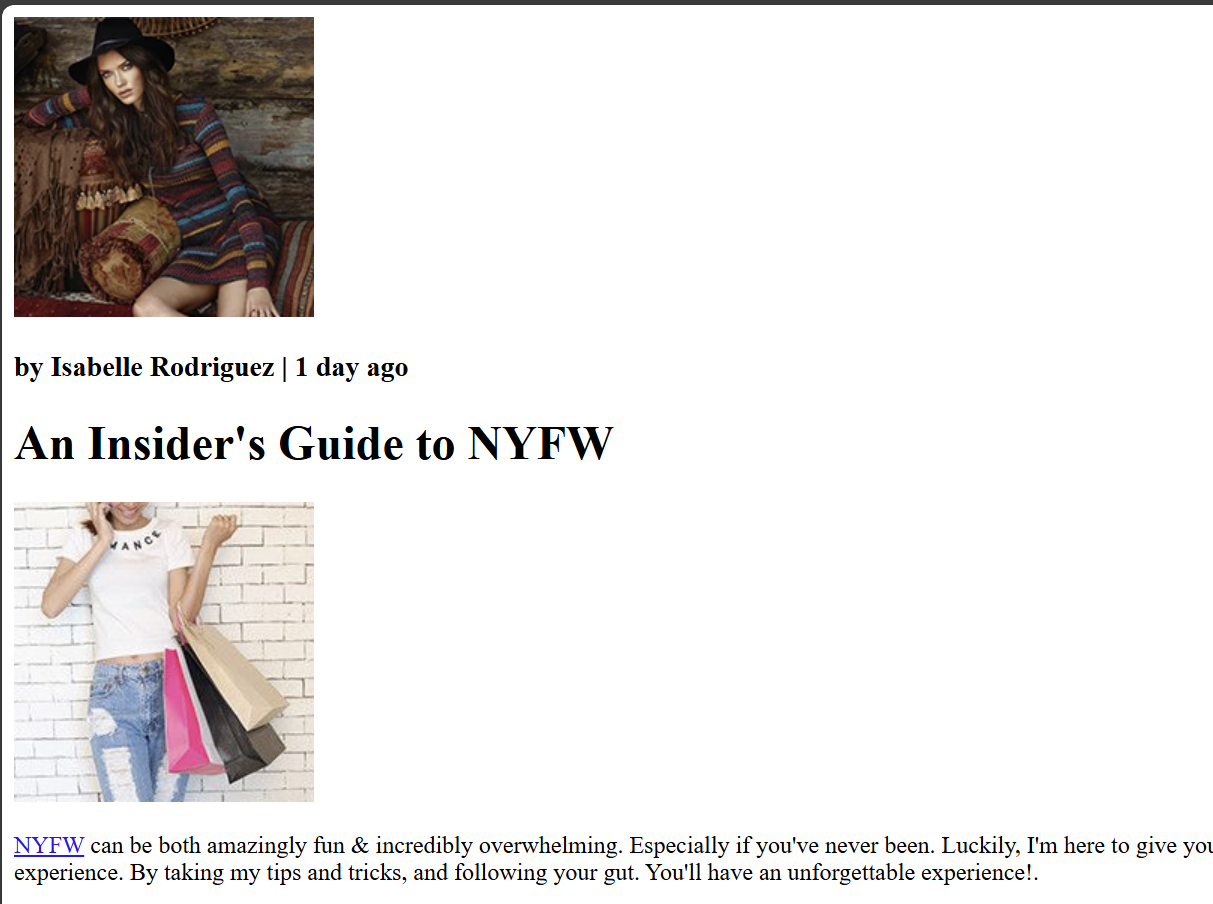 by Isabelle Rodriguez | 1 day ago
An Insider's Guide to NYFW
MANCE
NYFW can be both amazingly fun & incredibly overwhelming. Especially if you've never been. Luckily, I'm here to give you
experience. By taking my tips and tricks, and following your gut. You'll have an unforgettable experience!.